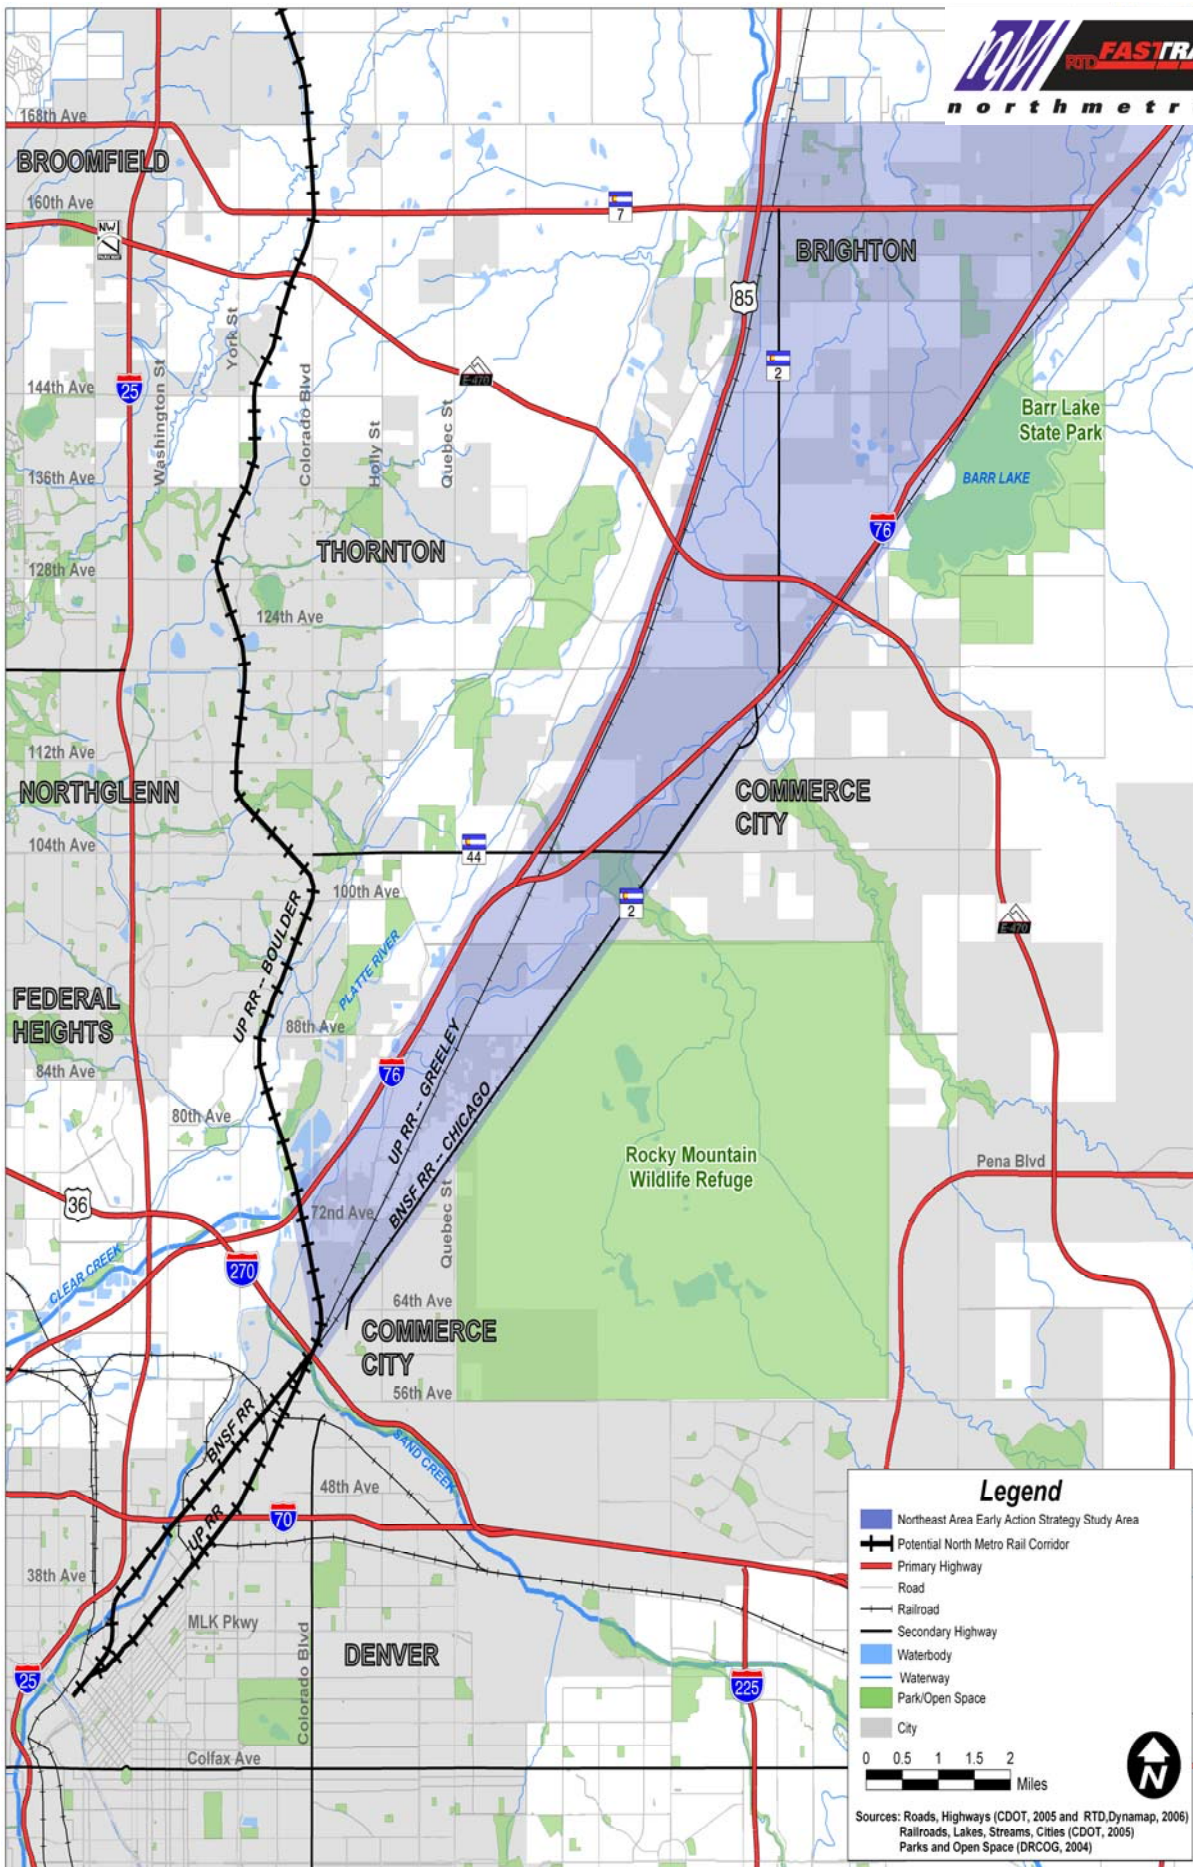 nM RTD FASTRA
northmetr
168th Ave
BROOMFIELD
160th Ave
7
NW
PARKWAY
BRIGHTON
85
2
York St
Washington St
Colorado Blvd
Holly St
Quebec St
E-470
25
144th Ave
Barr Lake
State Park
136th Ave
BARR LAKE
76
THORNTON
128th Ave
124th Ave
112th Ave
NORTHGLENN
COMMERCE
CITY
104th Ave
44
100th Ave
2
E-470
UP RR -- BOULDER
PLATTE RIVER
FEDERAL
HEIGHTS
88th Ave
UP RR -- GREELEY
84th Ave
76
BNSF RR -- CHICAGO
80th Ave
Rocky Mountain
Wildlife Refuge
Pena Blvd
36
72nd Ave
Quebec St
CLEAR CREEK
270
64th Ave
COMMERCE
CITY
56th Ave
BNSF RR
SAND CREEK
48th Ave
70
UP RR
38th Ave
MLK Pkwy
Colorado Blvd
DENVER
25
225
Colfax Ave
Legend
Northeast Area Early Action Strategy Study Area
Potential North Metro Rail Corridor
Primary Highway
Road
Railroad
Secondary Highway
Waterbody
Waterway
Park/Open Space
City
0 0.5 1 1.5 2
Miles
N
Sources: Roads, Highways (CDOT, 2005 and RTD,Dynamap, 2006)
Railroads, Lakes, Streams, Cities (CDOT, 2005)
Parks and Open Space (DRCOG, 2004)